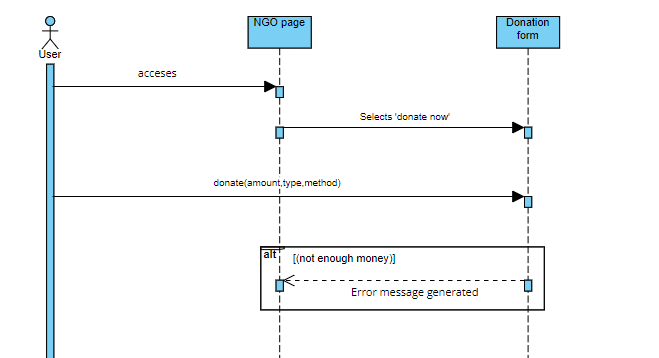 NGO page
Donation
form
User
acceses
Selects 'donate now'
donate(amount,type,method)
alt
[(not enough money)]
Error message generated